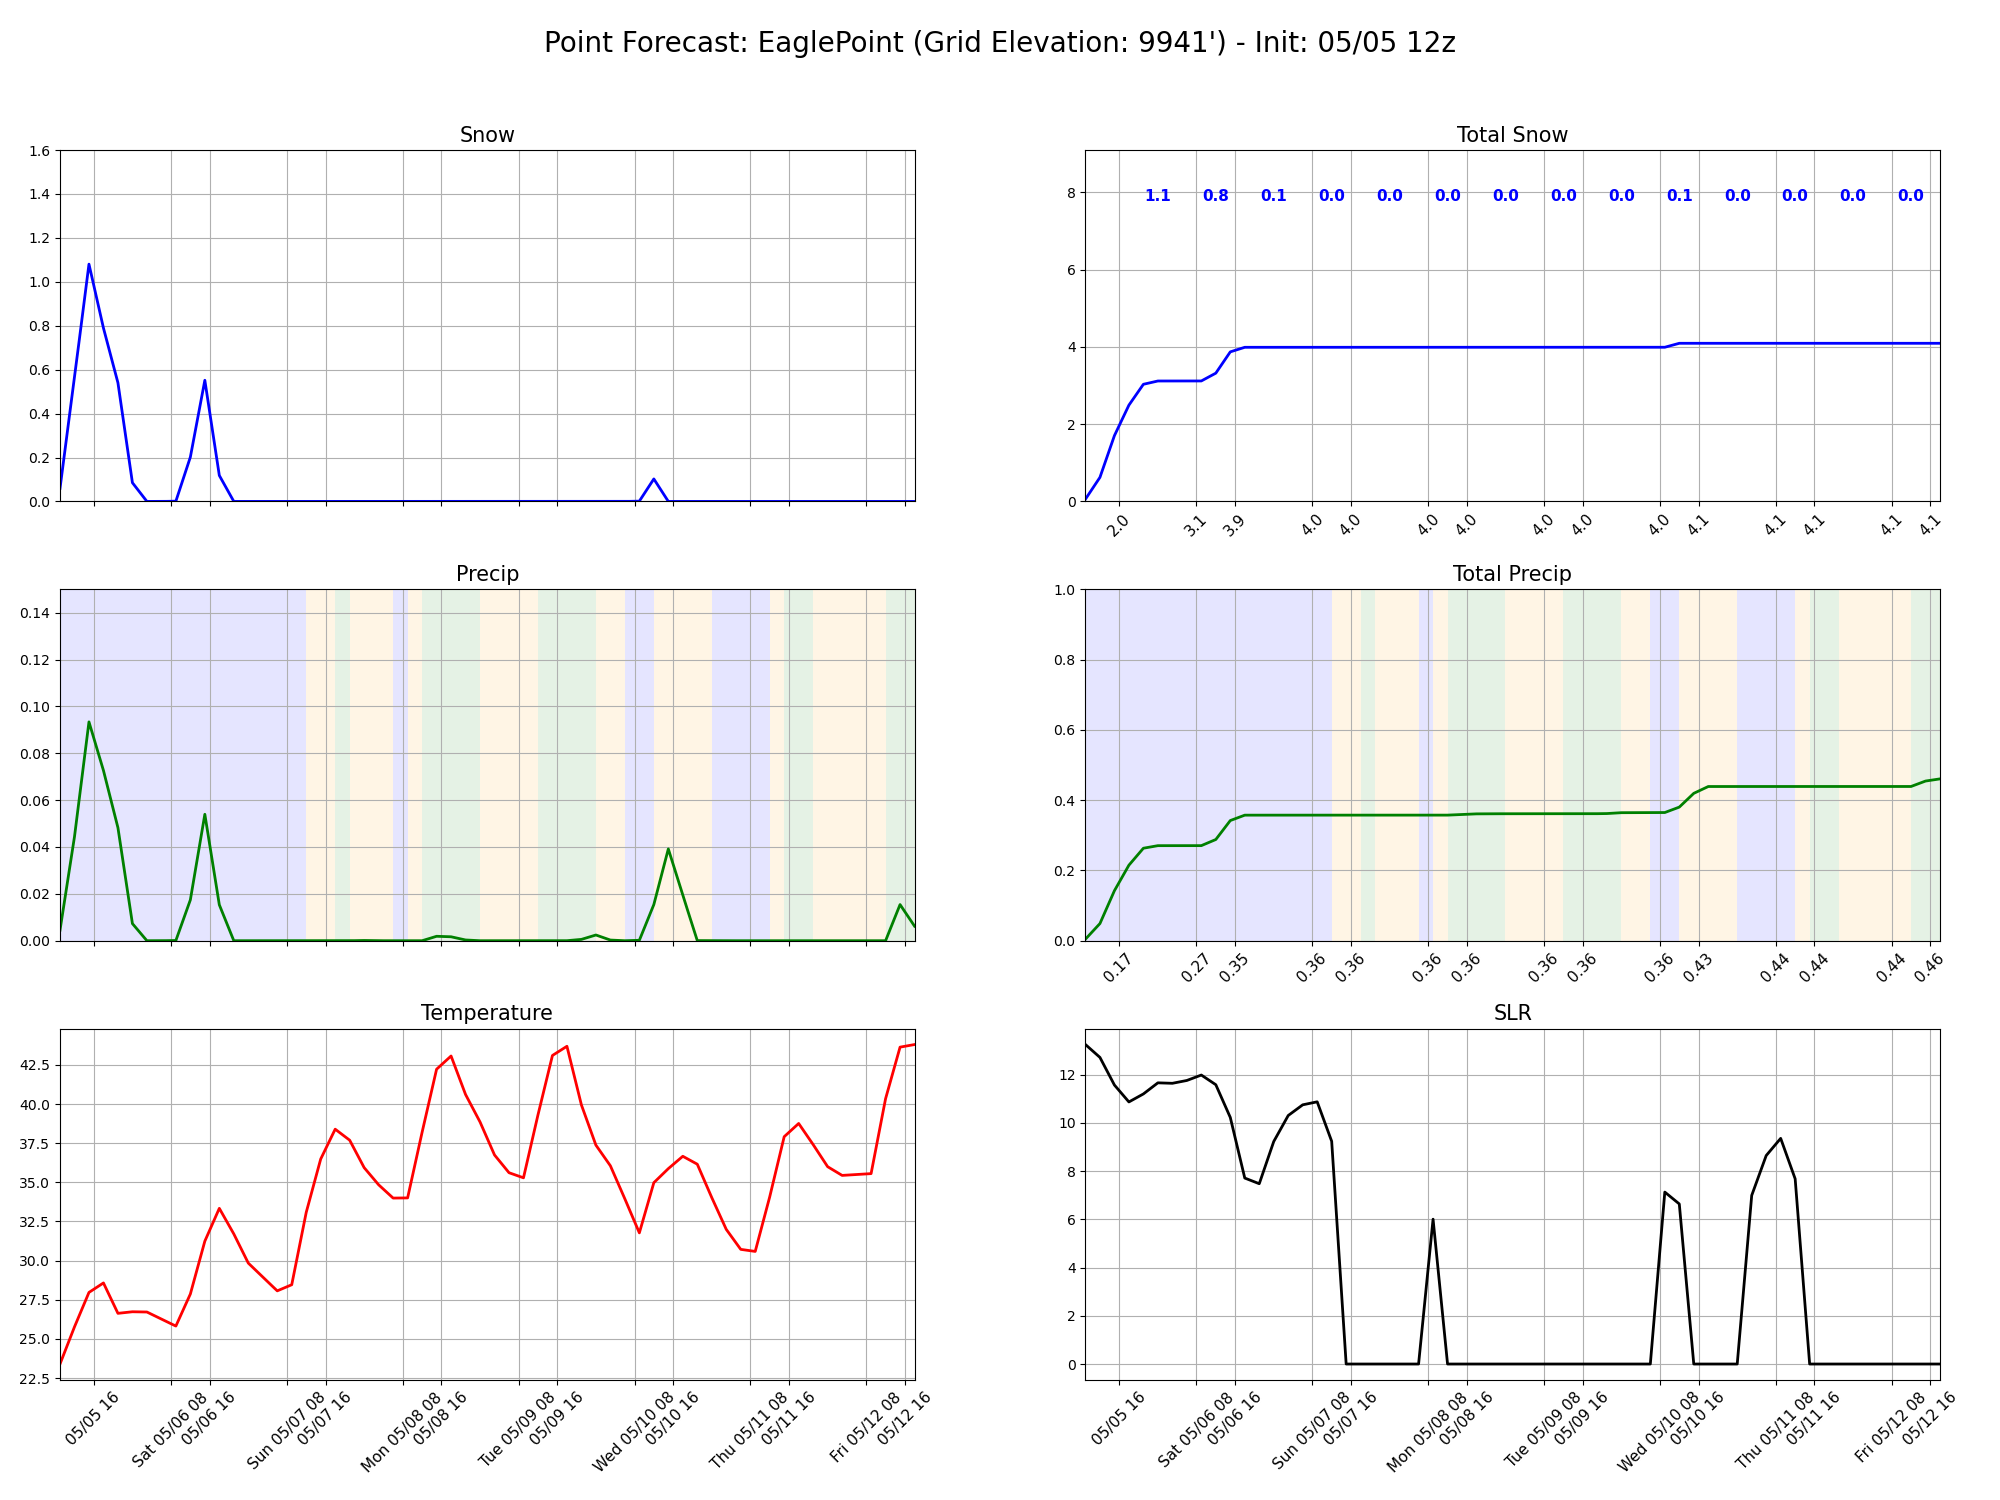 Point Forecast: EaglePoint (Grid Elevation: 9941') - Init: 05/05 12z
Snow
1.6
1.4
1.2
1.0
0.8
0.6
0.4
0.2
0.0
Total Snow
8
6
4
2
0
1.1 0.8 0.1 0.0 0.0 0.0 0.0 0.0 0.0 0.1 0.0 0.0 0.0 0.0
2.0 3.1 3.9 4.0 4.0 4.0 4.0 4.0 4.0 4.0 4.1 4.1 4.1 4.1 4.1
Precip
0.14
0.12
0.10
0.08
0.06
0.04
0.02
0.00
Total Precip
1.0
0.8
0.6
0.4
0.2
0.0
0.17 0.27 0.35 0.36 0.36 0.36 0.36 0.36 0.36 0.36 0.43 0.44 0.44 0.44 0.46
Temperature
42.5
40.0
37.5
35.0
32.5
30.0
27.5
25.0
22.5
05/05 16
Sat 05/06 08
05/06 16
Sun 05/07 08
05/07 16
Mon 05/08 08
05/08 16
Tue 05/09 08
05/09 16
Wed 05/10 08
05/10 16
Thu 05/11 08
05/11 16
Fri 05/12 08
05/12 16
SLR
12
10
8
6
4
2
0
05/05 16
Sat 05/06 08
05/06 16
Sun 05/07 08
05/07 16
Mon 05/08 08
05/08 16
Tue 05/09 08
05/09 16
Wed 05/10 08
05/10 16
Thu 05/11 08
05/11 16
Fri 05/12 08
05/12 16